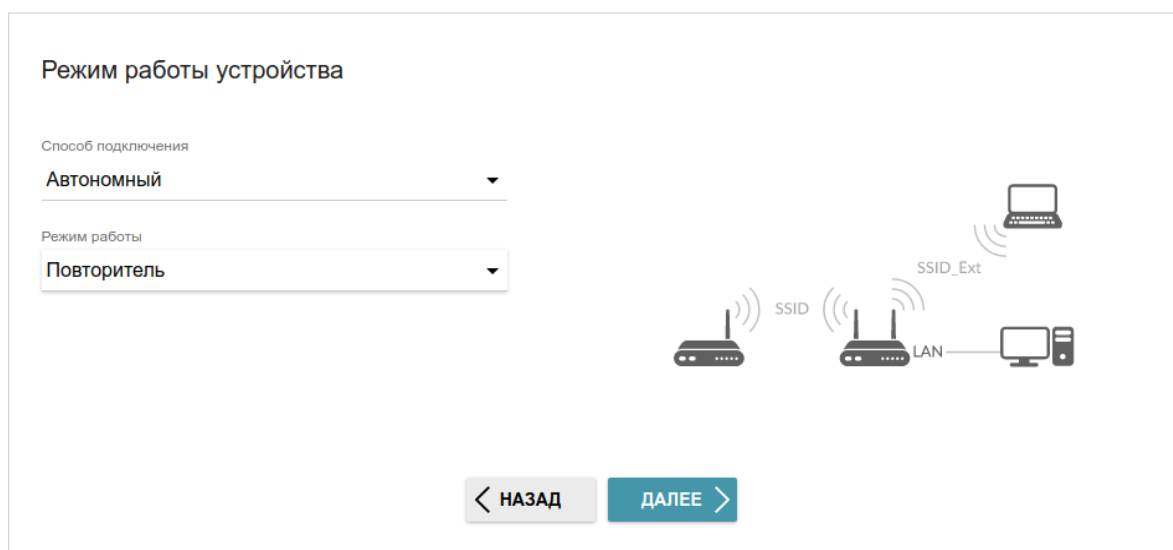 Режим работы устройства
Способ подключения
Автономный
Режим работы
Повторитель
SSID_Ext
SSID
LAN
НАЗАД
ДАЛЕЕ